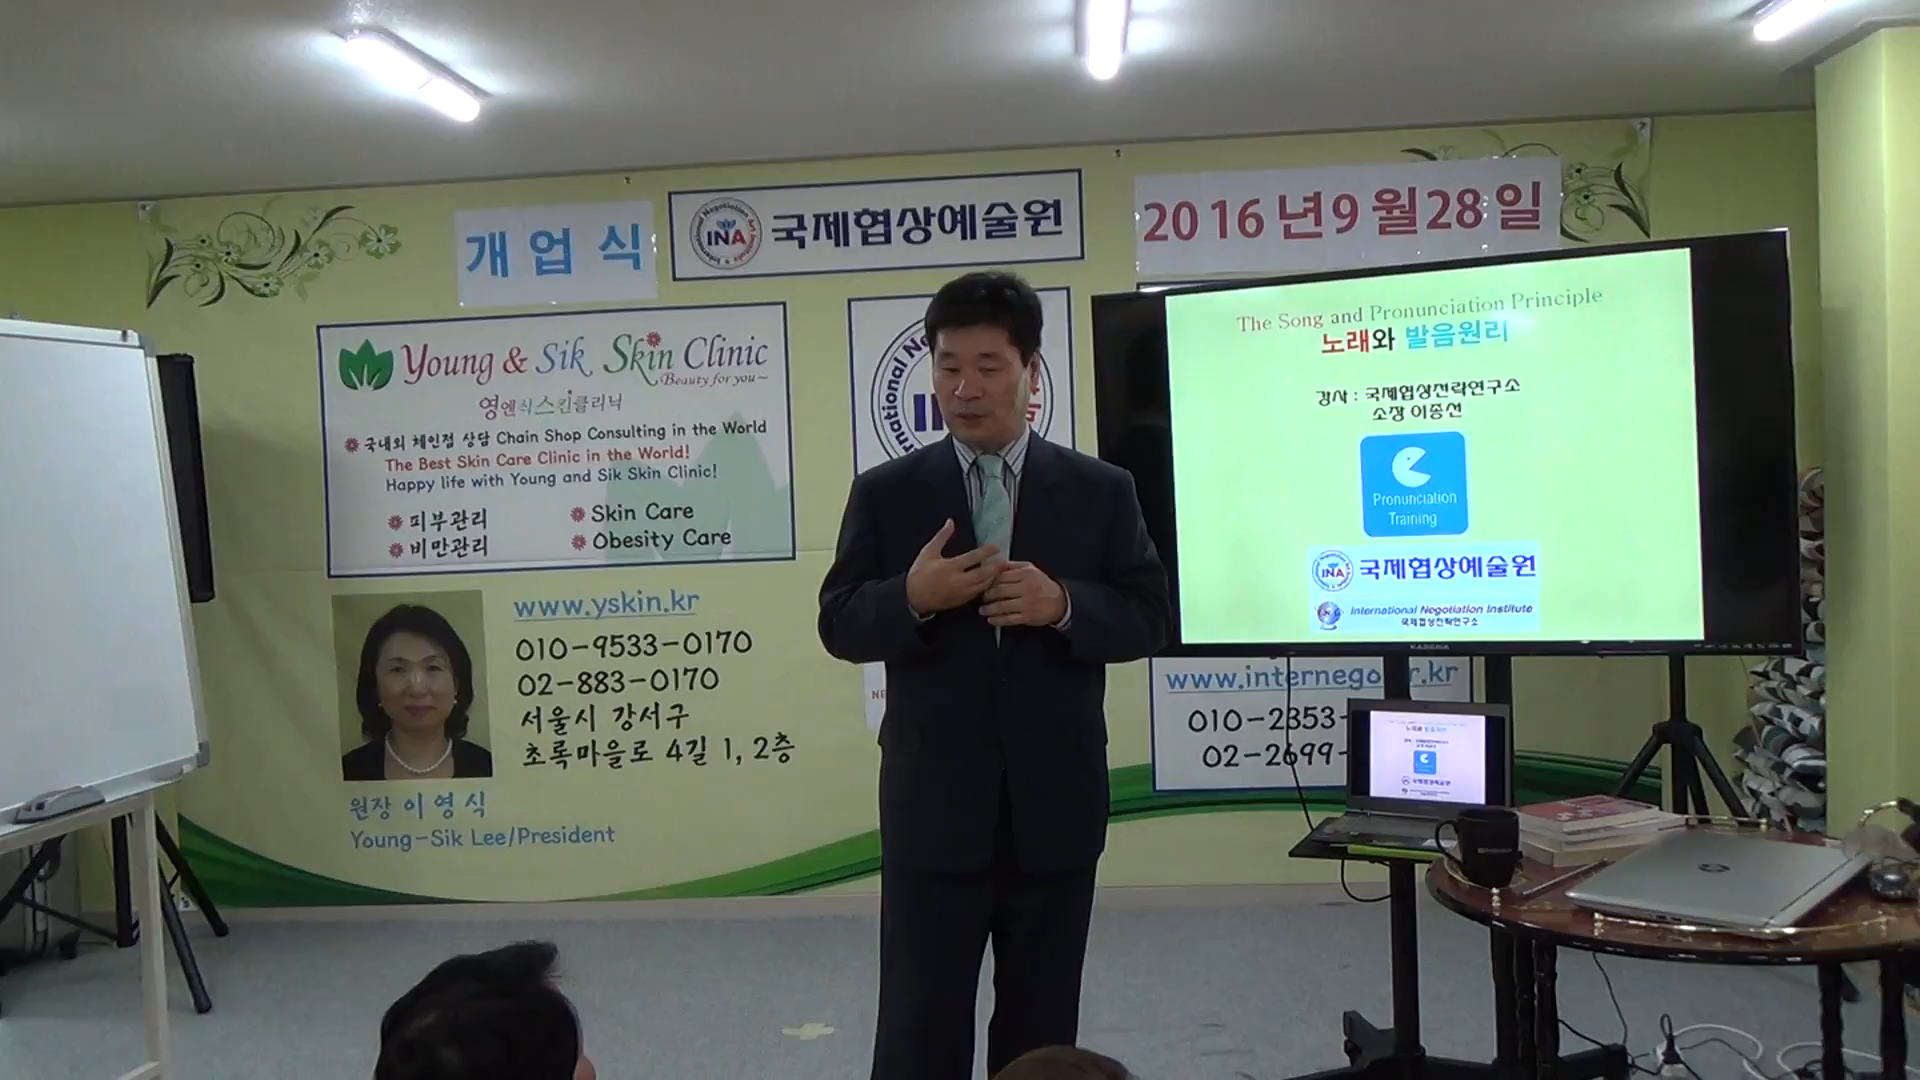 개업식
INA 국제협상예술원
2016년9월28일
Young & Sik Skin Clinic
Beauty for you~
영엔식스킨클리닉
국내외 체인점 상담 Chain Shop Consulting in the World
The Best Skin Care Clinic in the World!
Happy life with Young and Sik Skin Clinic!
피부관리
Skin Care
비만관리
Obesity Care
www.yskin.kr
010-9533-0170
02-883-0170
서울시 강서구
초록마을로 4길 1, 2층
원장 이영식
Young-Sik Lee/President
The Song and Pronunciation Principle
노래와 발음원리
강사 : 국제협상전략연구소
소장 이종선
Pronunciation
Training
INA 국제협상예술원
International Negotiation Institute
국제협상전략연구소
010-2353-
02-2699-